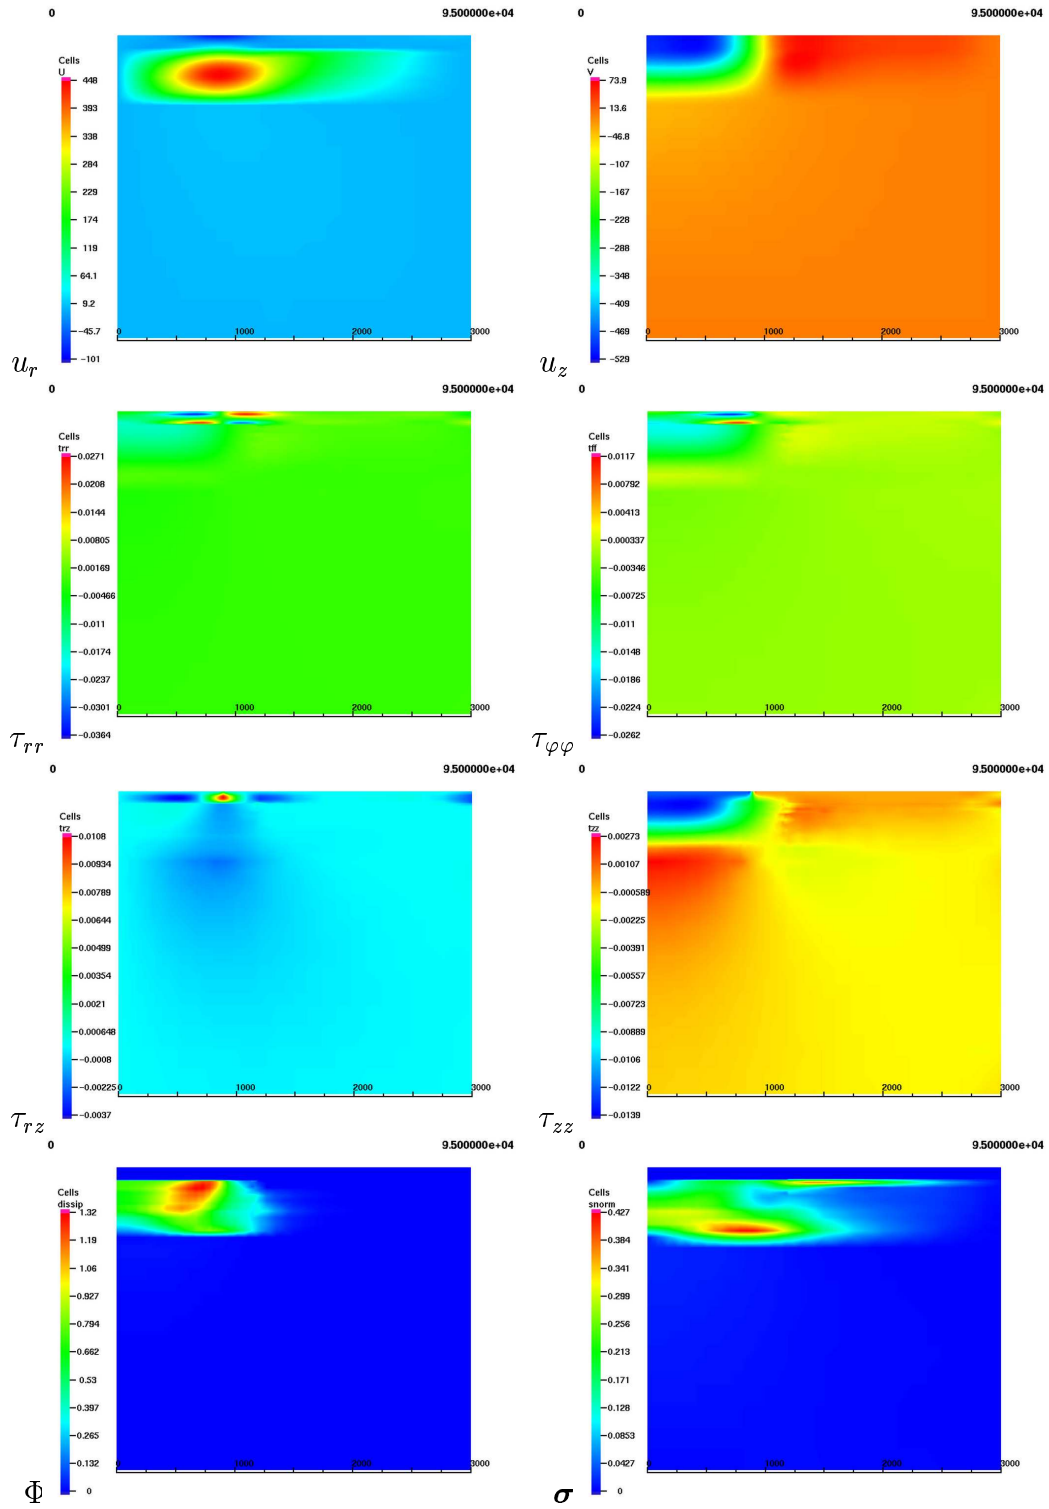 0 9.500000e+04 0 9.500000e+04
Cells
U
448
393
338
284
229
174
119
64.1
9.2
-45.7
-101
0 1000 2000 3000
u_r
Cells
V
73.9
13.6
-46.8
-107
-167
-228
-288
-348
-409
-469
-529
0 1000 2000 3000
u_z
0 9.500000e+04 0 9.500000e+04
Cells
trr
0.0271
0.0208
0.0144
0.00805
0.00169
-0.00466
-0.011
-0.0174
-0.0237
-0.0301
-0.0364
0 1000 2000 3000
τ_rr
Cells
tff
0.0117
0.00792
0.00413
0.000337
-0.00346
-0.00725
-0.011
-0.0148
-0.0186
-0.0224
-0.0262
0 1000 2000 3000
τ_φφ
0 9.500000e+04 0 9.500000e+04
Cells
trz
0.0108
0.00934
0.00789
0.00644
0.00499
0.00354
0.0021
0.000648
-0.0008
-0.00225
-0.0037
0 1000 2000 3000
τ_rz
Cells
tzz
0.00273
0.00107
-0.000589
-0.00225
-0.00391
-0.00557
-0.00723
-0.00889
-0.0106
-0.0122
-0.0139
0 1000 2000 3000
τ_zz
0 9.500000e+04 0 9.500000e+04
Cells
dissip
1.32
1.19
1.06
0.927
0.794
0.662
0.53
0.397
0.265
0.132
0
0 1000 2000 3000
Φ
Cells
snorm
0.427
0.384
0.341
0.299
0.256
0.213
0.171
0.128
0.0853
0.0427
0
0 1000 2000 3000
σ